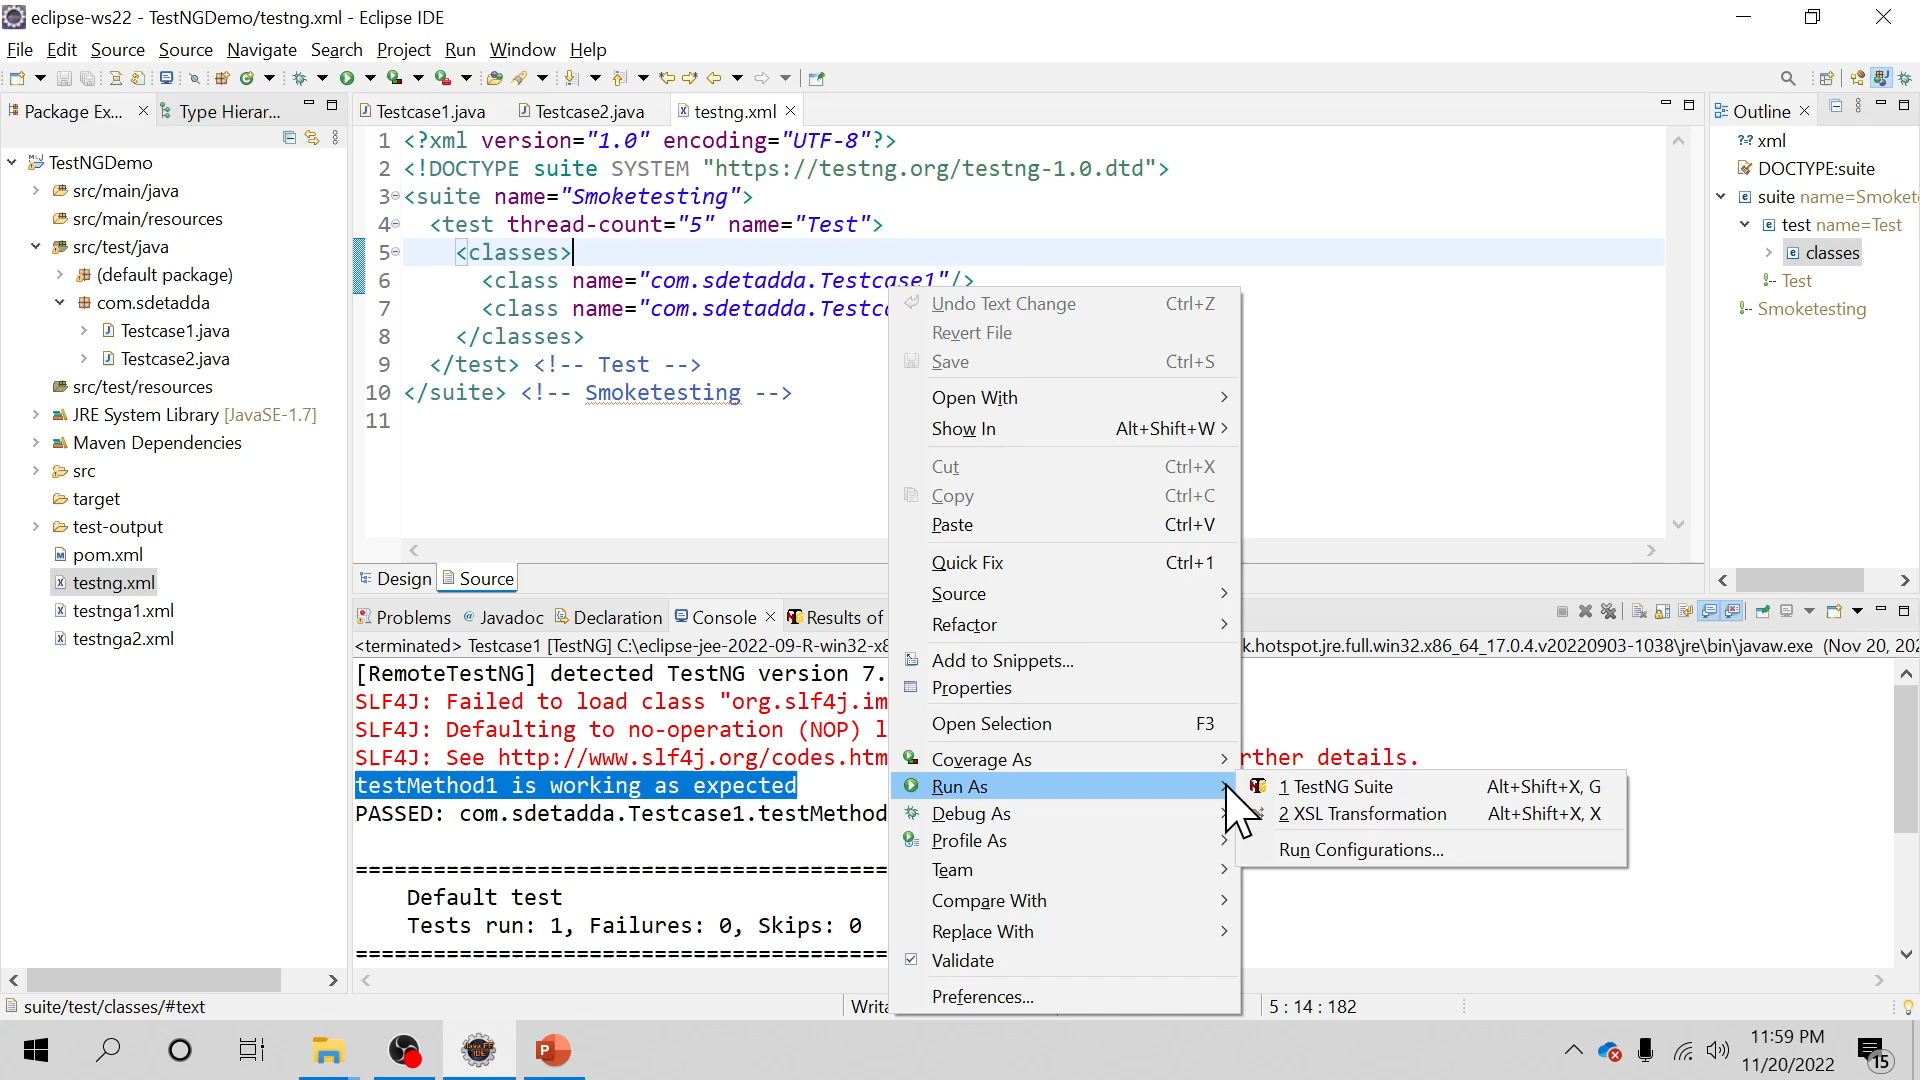 eclipse-ws22 - TestNGDemo/testng.xml - Eclipse IDE
File Edit Source Source Navigate Search Project Run Window Help
Package Ex... Type Hierar...
TestNGDemo
src/main/java
src/main/resources
src/test/java
(default package)
com.sdetadda
Testcase1.java
Testcase2.java
src/test/resources
JRE System Library [JavaSE-1.7]
Maven Dependencies
src
target
test-output
pom.xml
testng.xml
testnga1.xml
testnga2.xml
Testcase1.java Testcase2.java testng.xml
1 <?xml version="1.0" encoding="UTF-8"?>
2 <!DOCTYPE suite SYSTEM "https://testng.org/testng-1.0.dtd">
3 <suite name="Smoketesting">
4 <test thread-count="5" name="Test">
5 <classes>
6 <class name="com.sdetadda.Testcase1"/>
7 <class name="com.sdetadda.Testc
8 </classes>
9 </test> <!-- Test -->
10 </suite> <!-- Smoketesting -->
11
Design Source
Undo Text Change Ctrl+Z
Revert File
Save Ctrl+S
Open With
Show In Alt+Shift+W
Cut Ctrl+X
Copy Ctrl+C
Paste Ctrl+V
Quick Fix Ctrl+1
Source
Refactor
Add to Snippets...
Properties
Open Selection F3
Coverage As
Run As
Debug As
Profile As
Team
Compare With
Replace With
Validate
Preferences...
1 TestNG Suite Alt+Shift+X, G
2 XSL Transformation Alt+Shift+X, X
Run Configurations...
Outline
xml
DOCTYPE:suite
suite name=Smoket
test name=Test
classes
Test
Smoketesting
Problems Javadoc Declaration Console Results of
<terminated> Testcase1 [TestNG] C:\eclipse-jee-2022-09-R-win32-x8 k.hotspot.jre.full.win32.x86_64_17.0.4.v20220903-1038\jre\bin\javaw.exe (Nov 20, 202
[RemoteTestNG] detected TestNG version 7.
SLF4J: Failed to load class "org.slf4j.im
SLF4J: Defaulting to no-operation (NOP) l
SLF4J: See http://www.slf4j.org/codes.htm rther details.
testMethod1 is working as expected
PASSED: com.sdetadda.Testcase1.testMethod
===============================================
Default test
Tests run: 1, Failures: 0, Skips: 0
===============================================
suite/test/classes/#text Writa 5 : 14 : 182
11:59 PM
11/20/2022
15